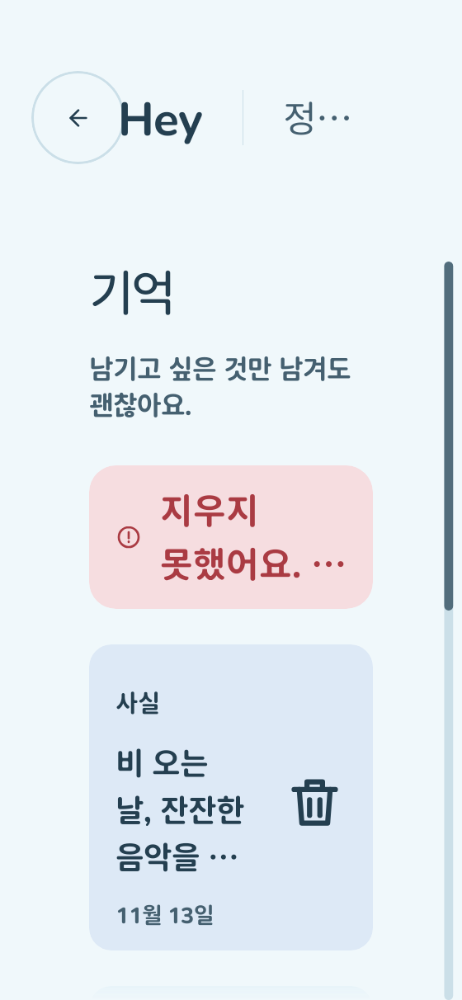 Hey
정…
기억
남기고 싶은 것만 남겨도
괜찮아요.
지우지
못했어요. …
사실
비 오는
날, 잔잔한
음악을 …
11월 13일